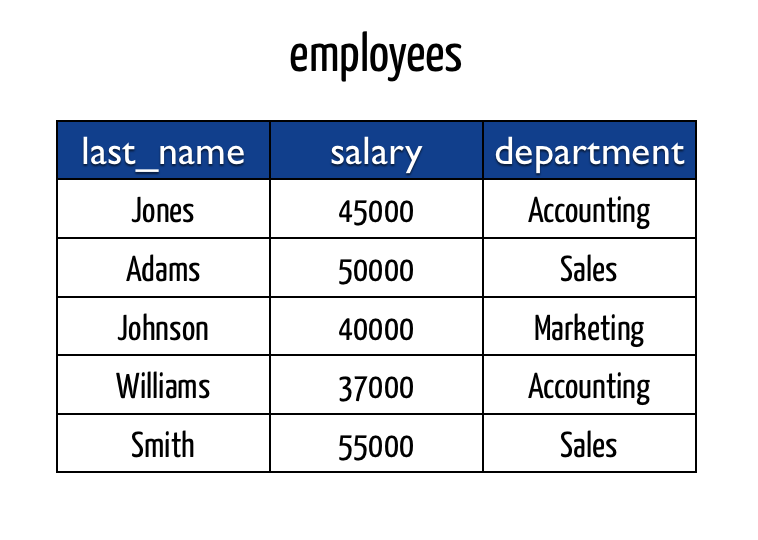 employees
last_name salary department
Jones 45000 Accounting
Adams 50000 Sales
Johnson 40000 Marketing
Williams 37000 Accounting
Smith 55000 Sales